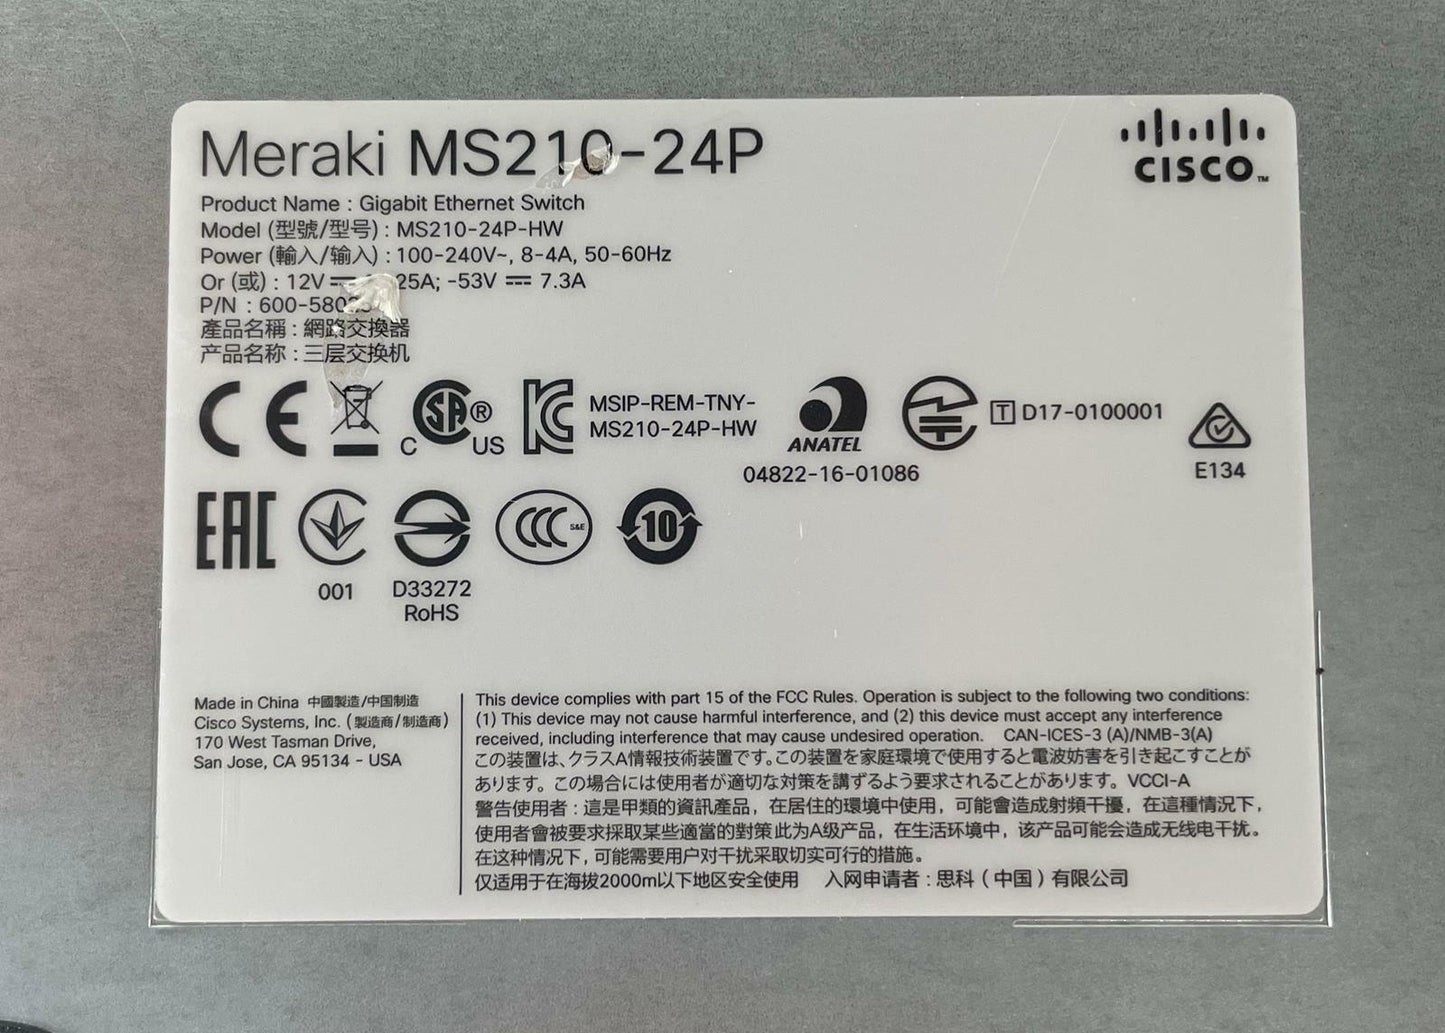 Meraki MS210-24P
CISCO™
Product Name : Gigabit Ethernet Switch
Model (型號/型号) : MS210-24P-HW
Power (輸入/输入) : 100-240V~, 8-4A, 50-60Hz
Or (或) : 12V ⎓ 25A; -53V ⎓ 7.3A
P/N :
產品名稱 : 網路交換器
产品名称 : 三层交换机
CE
C SA® US
MSIP-REM-TNY-
MS210-24P-HW
ANATEL
04822-16-01086
T D17-0100001
E134
EAC
001
D33272
RoHS
CCC S&E
10
Made in China 中國製造/中国制造
Cisco Systems, Inc. (製造商/制造商)
170 West Tasman Drive,
San Jose, CA 95134 - USA
This device complies with part 15 of the FCC Rules. Operation is subject to the following two conditions:
(1) This device may not cause harmful interference, and (2) this device must accept any interference
received, including interference that may cause undesired operation. CAN-ICES-3 (A)/NMB-3(A)
この装置は、クラスA情報技術装置です。この装置を家庭環境で使用すると電波妨害を引き起こすことが
あります。この場合には使用者が適切な対策を講ずるよう要求されることがあります。VCCI-A
警告使用者 : 這是甲類的資訊產品，在居住的環境中使用，可能會造成射頻干擾，在這種情況下，
使用者會被要求採取某些適當的對策此为A级产品，在生活环境中，该产品可能会造成无线电干扰。
在这种情况下，可能需要用户对干扰采取切实可行的措施。
仅适用于在海拔2000m以下地区安全使用 入网申请者 : 思科（中国）有限公司